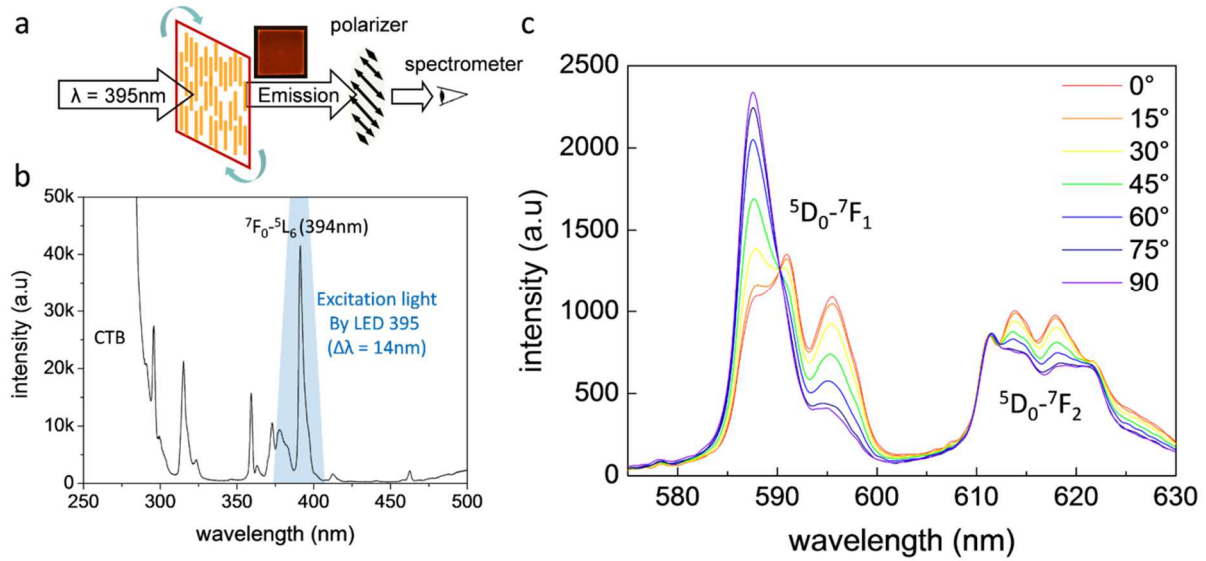 a
polarizer
spectrometer
λ = 395nm
Emission
b
50k
40k
30k
20k
10k
0
intensity (a.u)
CTB
⁷F₀-⁵L₆ (394nm)
Excitation light
By LED 395
(Δλ = 14nm)
250 300 350 400 450 500
wavelength (nm)
c
2500
2000
1500
1000
500
0
intensity (a.u)
⁵D₀-⁷F₁
⁵D₀-⁷F₂
0°
15°
30°
45°
60°
75°
90
580 590 600 610 620 630
wavelength (nm)